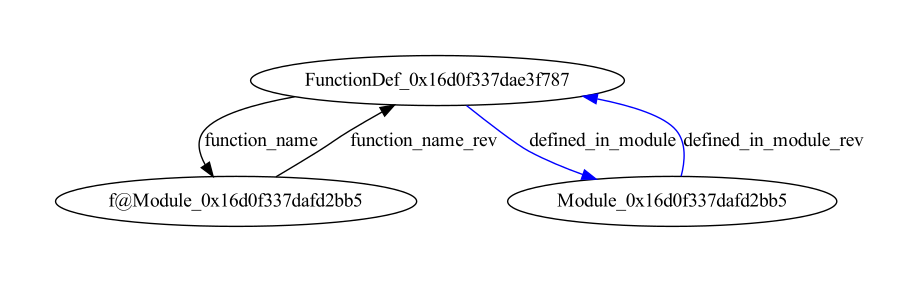 FunctionDef_0x16d0f337dae3f787
function_name
function_name_rev
defined_in_module
defined_in_module_rev
f@Module_0x16d0f337dafd2bb5
Module_0x16d0f337dafd2bb5